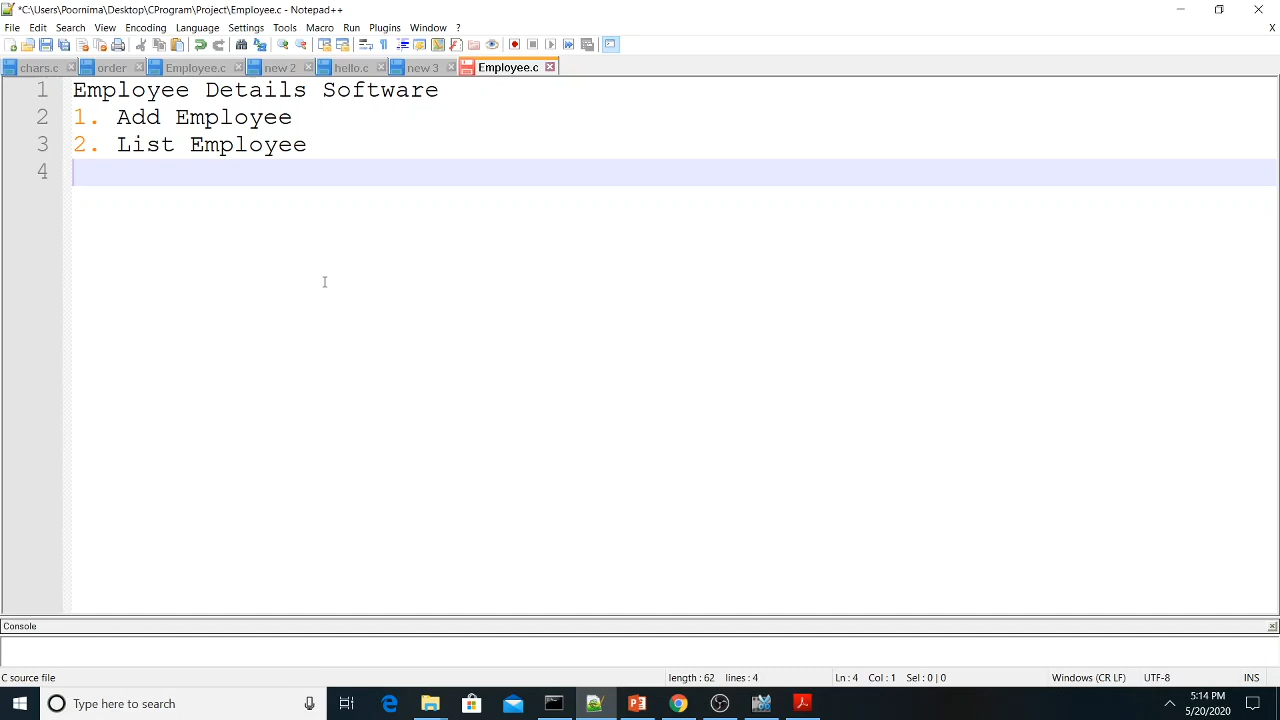 *C:\Users\Poornima\Desktop\CProgram\Project\Employee.c - Notepad++
File Edit Search View Encoding Language Settings Tools Macro Run Plugins Window ?
X
chars.c order Employee.c new 2 hello.c new 3 Employee.c
1 Employee Details Software
2 1. Add Employee
3 2. List Employee
4
Console
C source file length : 62 lines : 4 Ln : 4 Col : 1 Sel : 0 | 0 Windows (CR LF) UTF-8 INS
Type here to search
5:14 PM
5/20/2020